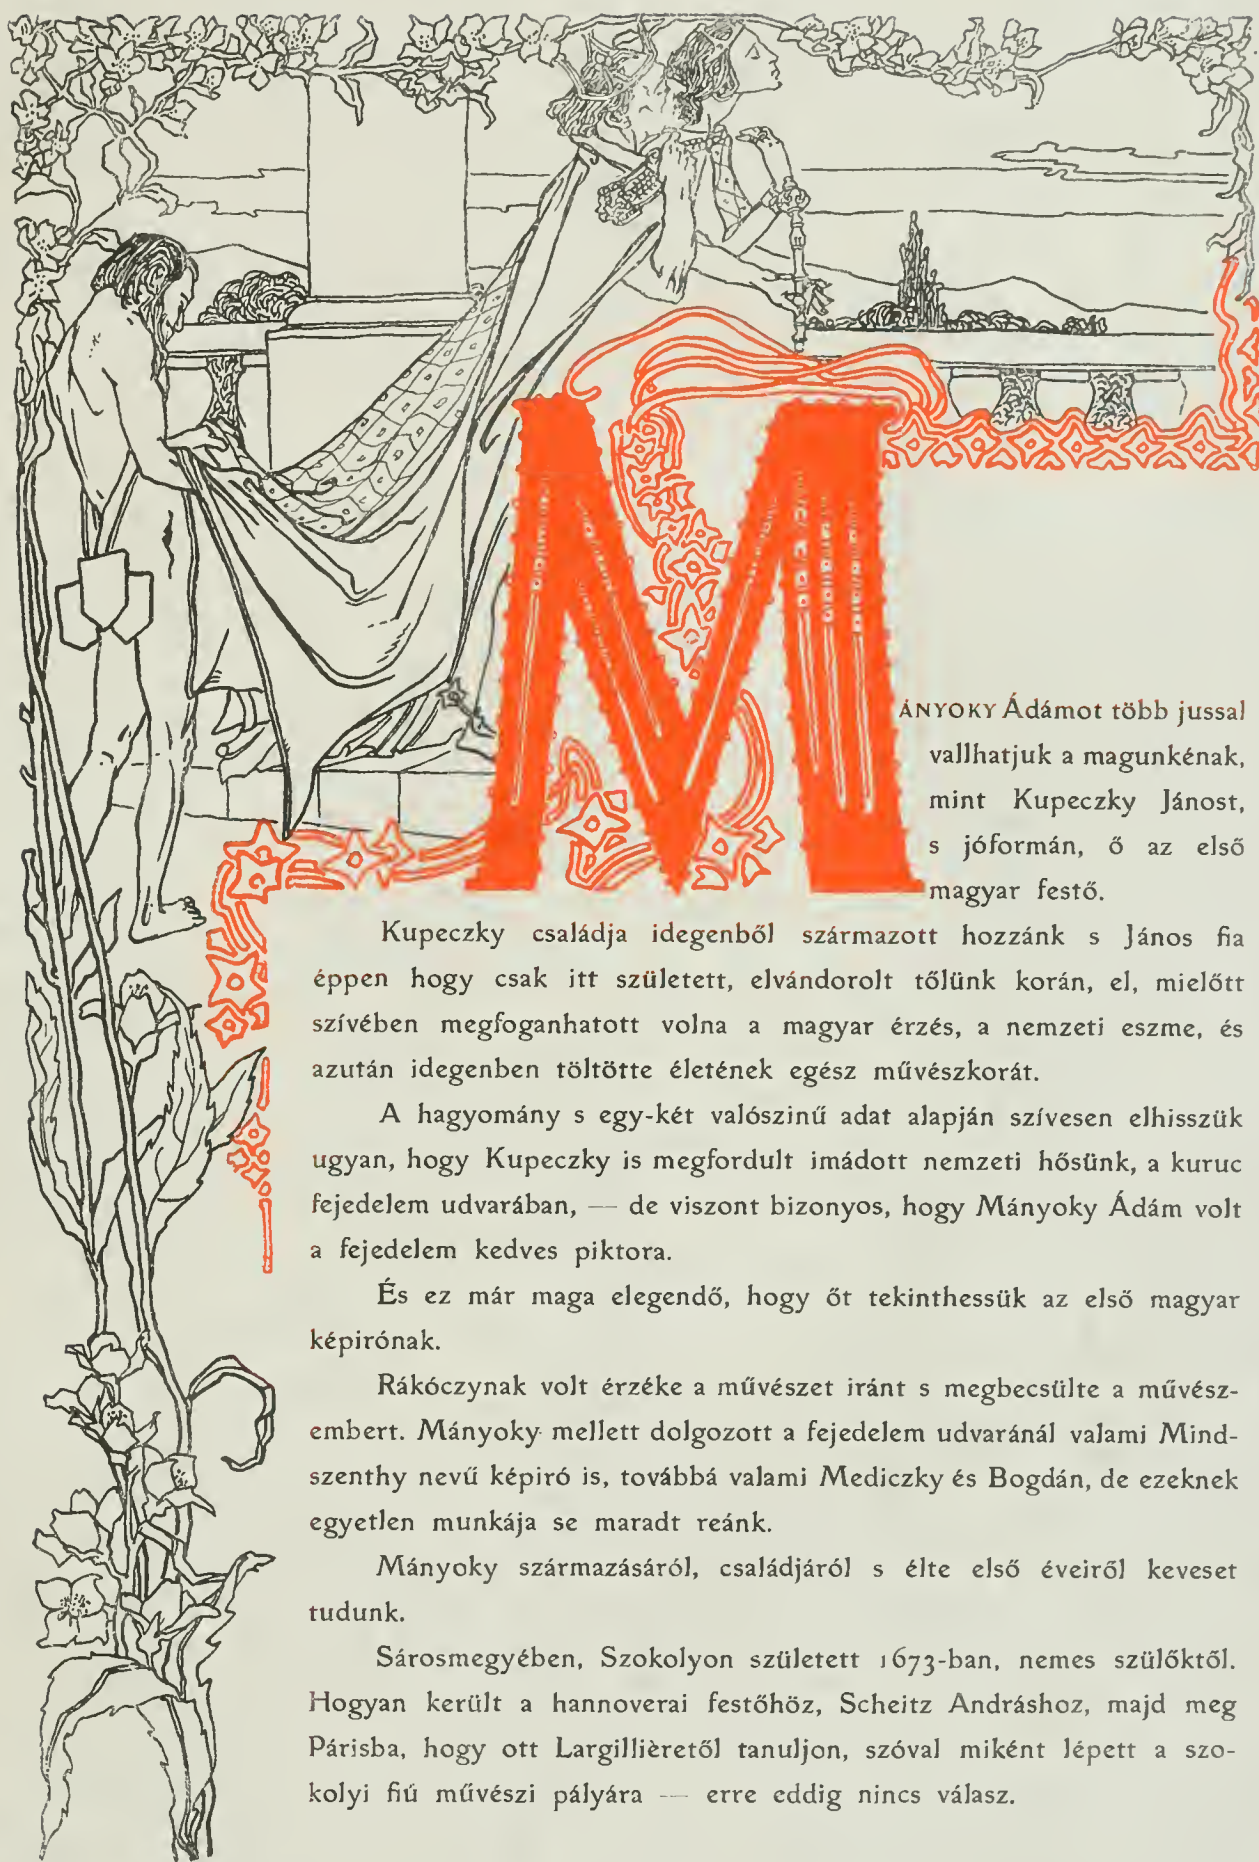 MÁNYOKY Ádámot több jussal
vallhatjuk a magunkénak,
mint Kupeczky Jánost,
s jóformán, ő az első
magyar festő.
Kupeczky családja idegenből származott hozzánk s János fia
éppen hogy csak itt született, elvándorolt tőlünk korán, el, mielőtt
szívében megfoganhatott volna a magyar érzés, a nemzeti eszme, és
azután idegenben töltötte életének egész művészkorát.
A hagyomány s egy-két valószinű adat alapján szívesen elhisszük
ugyan, hogy Kupeczky is megfordult imádott nemzeti hősünk, a kuruc
fejedelem udvarában, — de viszont bizonyos, hogy Mányoky Ádám volt
a fejedelem kedves piktora.
És ez már maga elegendő, hogy őt tekinthessük az első magyar
képirónak.
Rákóczynak volt érzéke a művészet iránt s megbecsülte a művész-
embert. Mányoky mellett dolgozott a fejedelem udvaránál valami Mind-
szenthy nevű képiró is, továbbá valami Mediczky és Bogdán, de ezeknek
egyetlen munkája se maradt reánk.
Mányoky származásáról, családjáról s élte első éveiről keveset
tudunk.
Sárosmegyében, Szokolyon született 1673-ban, nemes szülőktől.
Hogyan került a hannoverai festőhöz, Scheitz Andráshoz, majd meg
Párisba, hogy ott Largillièretől tanuljon, szóval miként lépett a szo-
kolyi fiú művészi pályára — erre eddig nincs válasz.